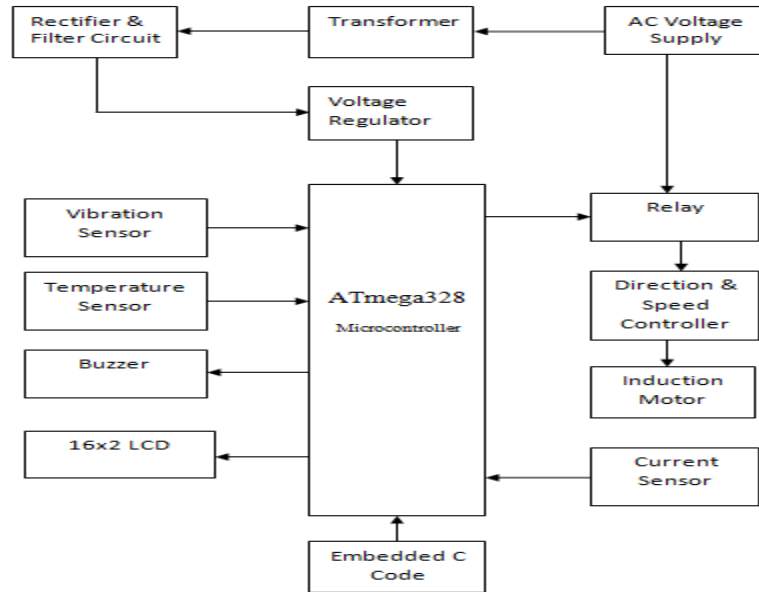 Rectifier &
Filter Circuit
Transformer
AC Voltage
Supply
Voltage
Regulator
Vibration
Sensor
Relay
Temperature
Sensor
ATmega328
Microcontroller
Direction &
Speed
Controller
Buzzer
Induction
Motor
16x2 LCD
Current
Sensor
Embedded C
Code